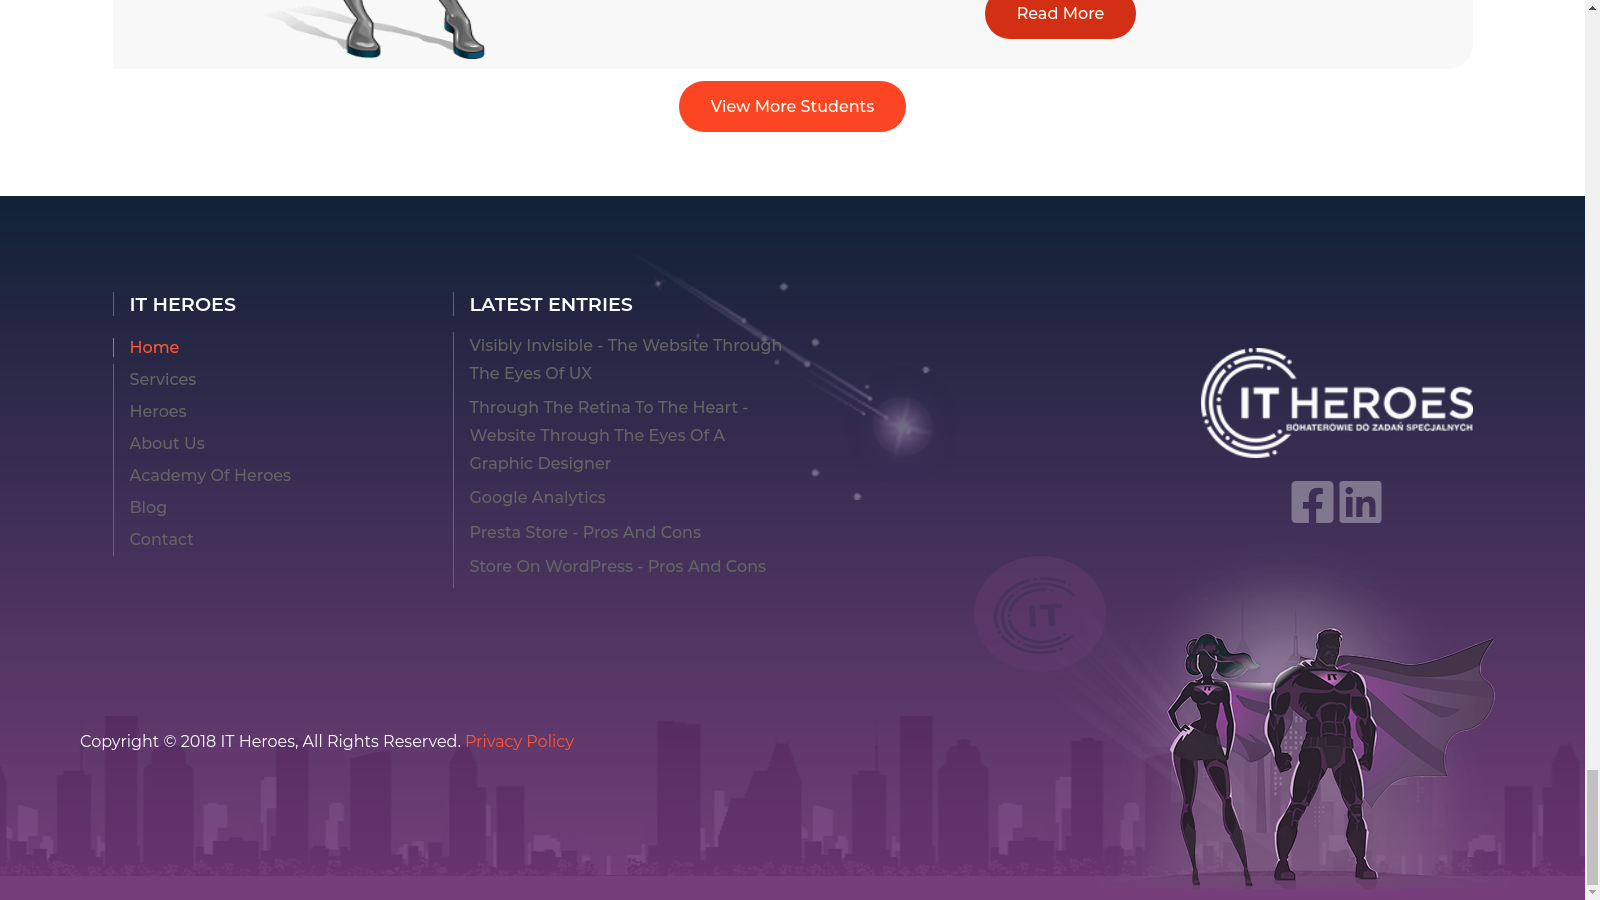 Read More
View More Students
IT HEROES
Home
Services
Heroes
About Us
Academy Of Heroes
Blog
Contact
LATEST ENTRIES
Visibly Invisible - The Website Through
The Eyes Of UX
Through The Retina To The Heart -
Website Through The Eyes Of A
Graphic Designer
Google Analytics
Presta Store - Pros And Cons
Store On WordPress - Pros And Cons
IT HEROES
BOHATEROWIE DO ZADAŃ SPECJALNYCH
IT
IT
IT
Copyright © 2018 IT Heroes, All Rights Reserved. Privacy Policy